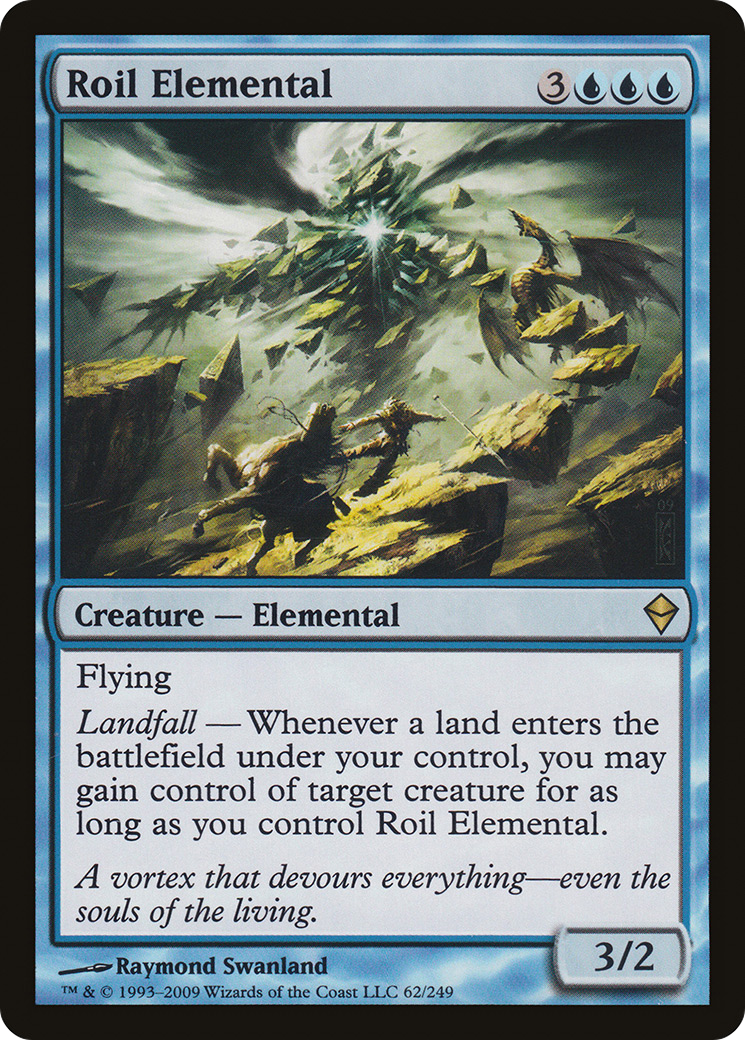 Roil Elemental
3
09
Creature — Elemental
Flying
Landfall — Whenever a land enters the
battlefield under your control, you may
gain control of target creature for as
long as you control Roil Elemental.
A vortex that devours everything—even the
souls of the living.
3/2
Raymond Swanland
™ & © 1993–2009 Wizards of the Coast LLC 62/249